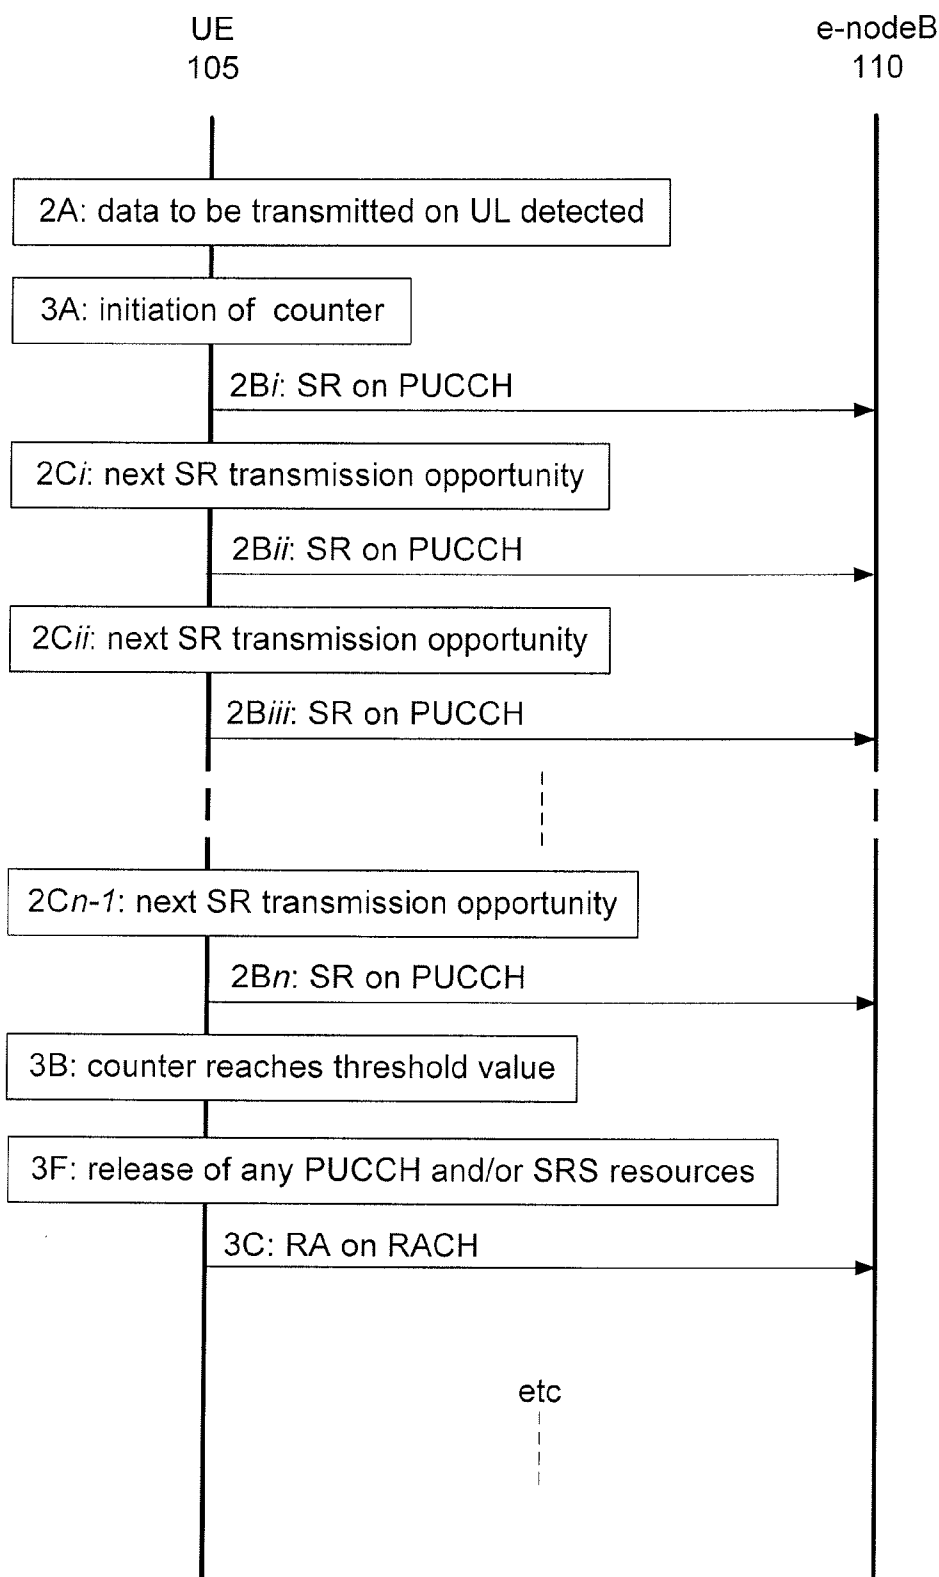 UE
105
e-nodeB
110
2A: data to be transmitted on UL detected
3A: initiation of counter
2Bi: SR on PUCCH
2Ci: next SR transmission opportunity
2Bii: SR on PUCCH
2Cii: next SR transmission opportunity
2Biii: SR on PUCCH
2Cn-1: next SR transmission opportunity
2Bn: SR on PUCCH
3B: counter reaches threshold value
3F: release of any PUCCH and/or SRS resources
3C: RA on RACH
etc